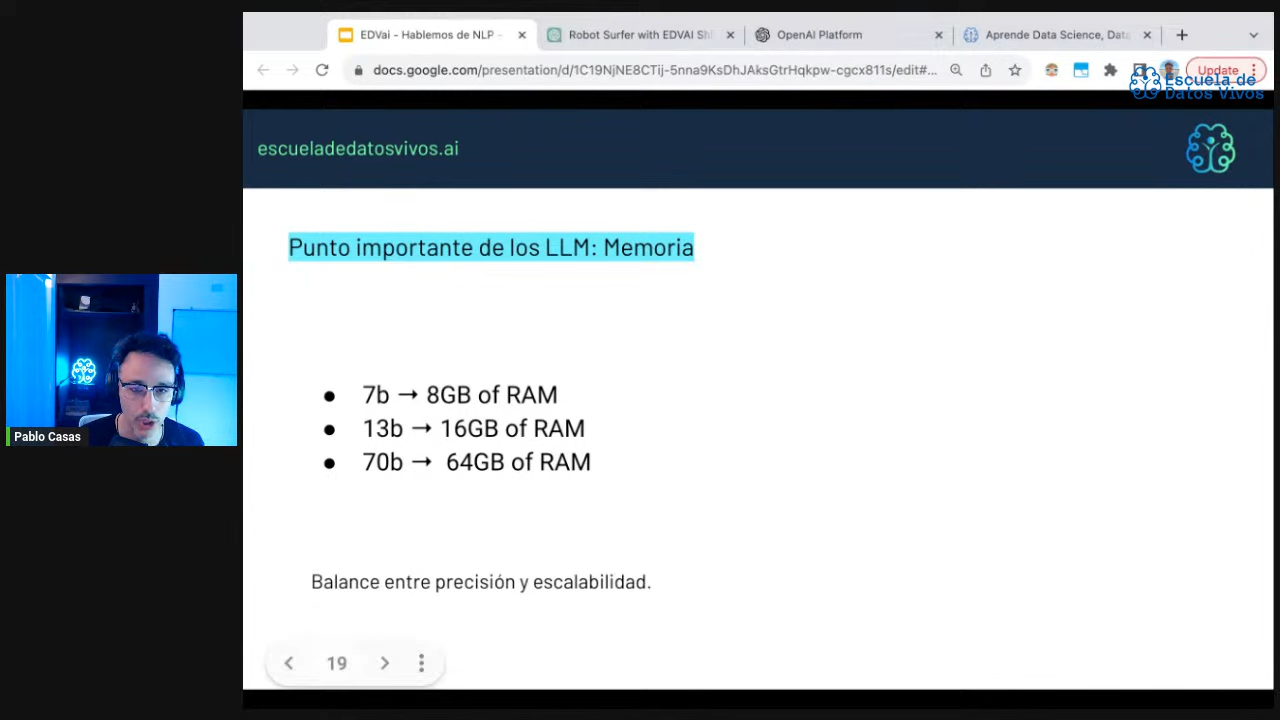 EDVai - Hablemos de NLP -
Robot Surfer with EDVAI Sh
OpenAI Platform
Aprende Data Science, Data
docs.google.com/presentation/d/1C19NjNE8CTij-5nna9KsDhJAksGtrHqkpw-cgcx811s/edit#...
Update
Escuela de
Datos Vivos
escueladedatosvivos.ai
Punto importante de los LLM: Memoria
● 7b → 8GB of RAM
● 13b → 16GB of RAM
● 70b → 64GB of RAM
Pablo Casas
Balance entre precisión y escalabilidad.
19